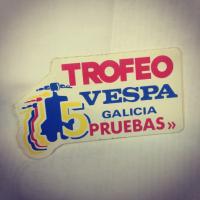 TROFEO
VESPA
GALICIA
5 PRUEBAS»